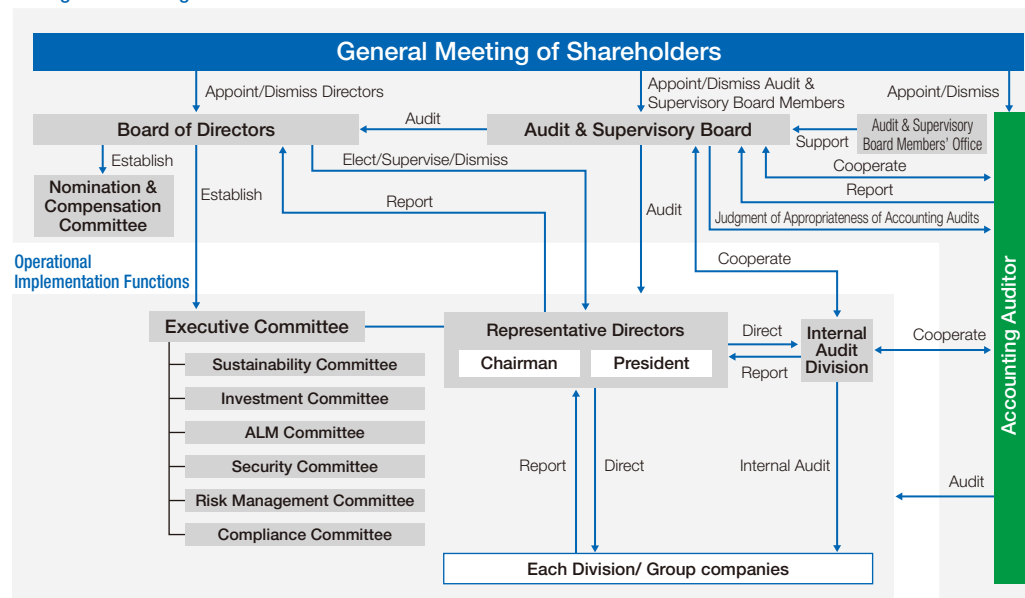 General Meeting of Shareholders
Appoint/Dismiss Directors
Appoint/Dismiss Audit &
Supervisory Board Members
Appoint/Dismiss
Board of Directors
Audit
Audit & Supervisory Board
Support
Audit & Supervisory
Board Members' Office
Establish
Elect/Supervise/Dismiss
Cooperate
Nomination &
Compensation
Committee
Establish
Report
Audit
Report
Judgment of Appropriateness of Accounting Audits
Operational
Implementation Functions
Cooperate
Executive Committee
Representative Directors
Chairman
President
Direct
Report
Internal
Audit
Division
Cooperate
Accounting Auditor
Sustainability Committee
Investment Committee
ALM Committee
Security Committee
Risk Management Committee
Compliance Committee
Report
Direct
Internal Audit
Audit
Each Division/ Group companies